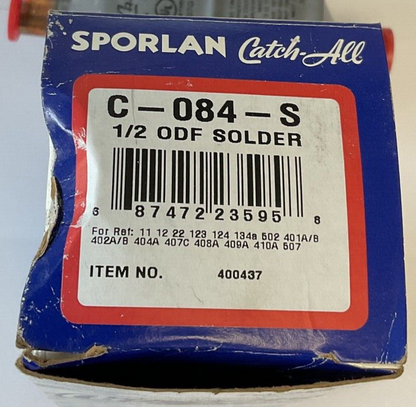 SPORLAN Catch-All
C-084-S
1/2 ODF SOLDER
6 87472 23595 8
For Ref: 11 12 22 123 124 134a 502 401A/B
402A/B 404A 407C 408A 409A 410A 507
ITEM NO. 400437